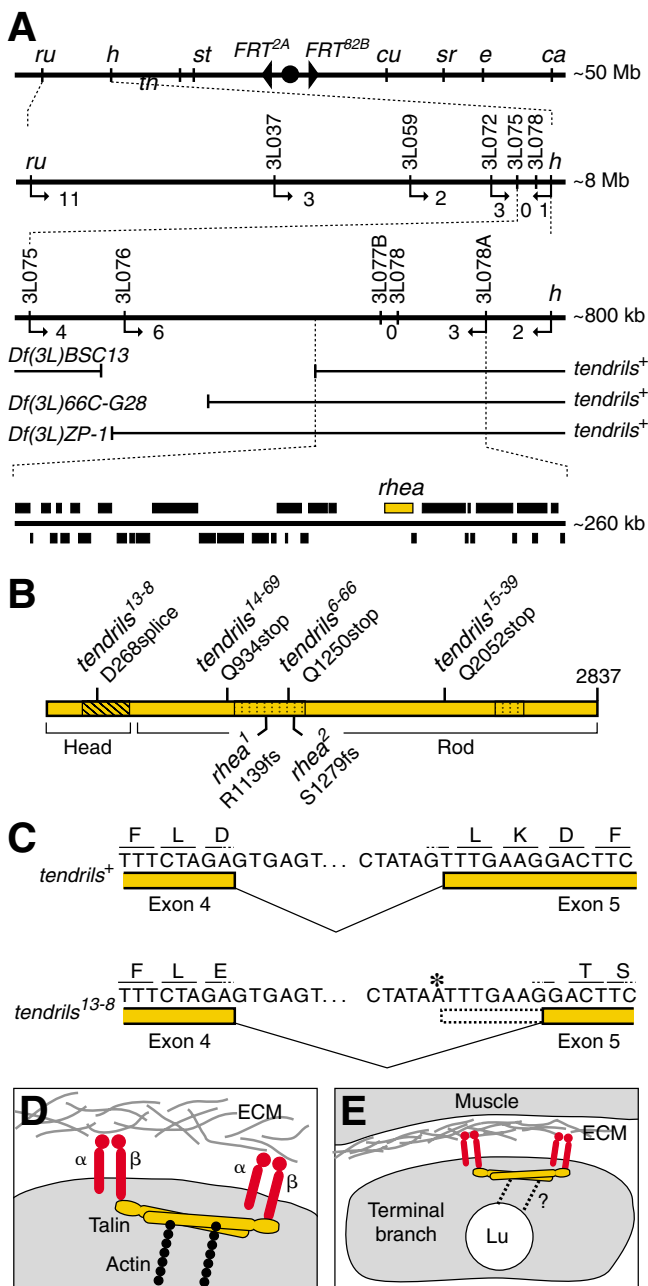 A
ru h th st FRT2A FRT82B cu sr e ca ~50 Mb
ru 3L037 3L059 3L072 3L075 3L078 h ~8 Mb
11 3 2 3 0 1
3L075 3L076 3L077B 3L078 3L078A h ~800 kb
4 6 0 3 2
Df(3L)BSC13 tendrils+
Df(3L)66C-G28 tendrils+
Df(3L)ZP-1 tendrils+
rhea
~260 kb
B
tendrils13-8 D268splice
tendrils14-69 Q934stop
tendrils6-66 Q1250stop
tendrils15-39 Q2052stop
2837
Head Rod
rhea1 R1139fs
rhea2 S1279fs
C
F L D L K D F
tendrils+ TTTCTAGAGTGAGT... CTATAGTTTGAAGGACTTC
Exon 4 Exon 5
F L E * T S
tendrils13-8 TTTCTAGAGTGAGT... CTATAATTTGAAGGACTTC
Exon 4 Exon 5
D
ECM
α β α β
Talin
Actin
E
Muscle
ECM
Terminal
branch
?
Lu